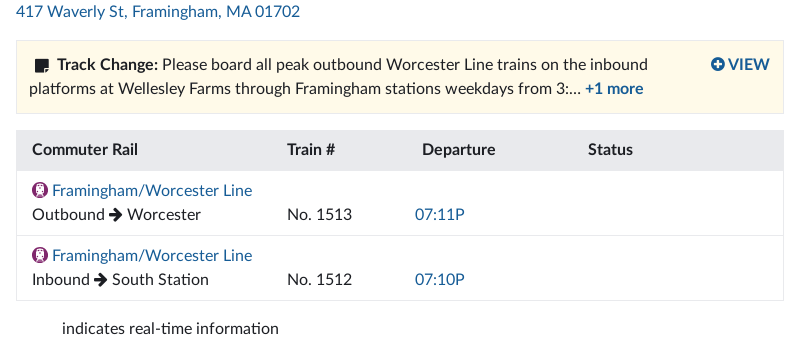 417 Waverly St, Framingham, MA 01702
Track Change: Please board all peak outbound Worcester Line trains on the inbound
VIEW
platforms at Wellesley Farms through Framingham stations weekdays from 3:... +1 more
Commuter Rail Train # Departure Status
Framingham/Worcester Line
Outbound → Worcester No. 1513 07:11P
Framingham/Worcester Line
Inbound → South Station No. 1512 07:10P
indicates real-time information